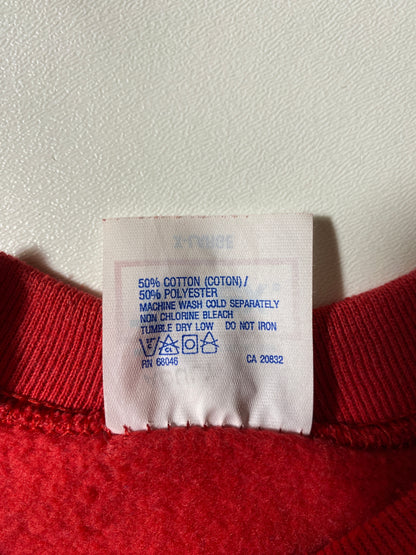 50% COTTON (COTON)/
50% POLYESTER
MACHINE WASH COLD SEPARATELY
NON CHLORINE BLEACH
TUMBLE DRY LOW DO NOT IRON
RN 68046 CA 20832